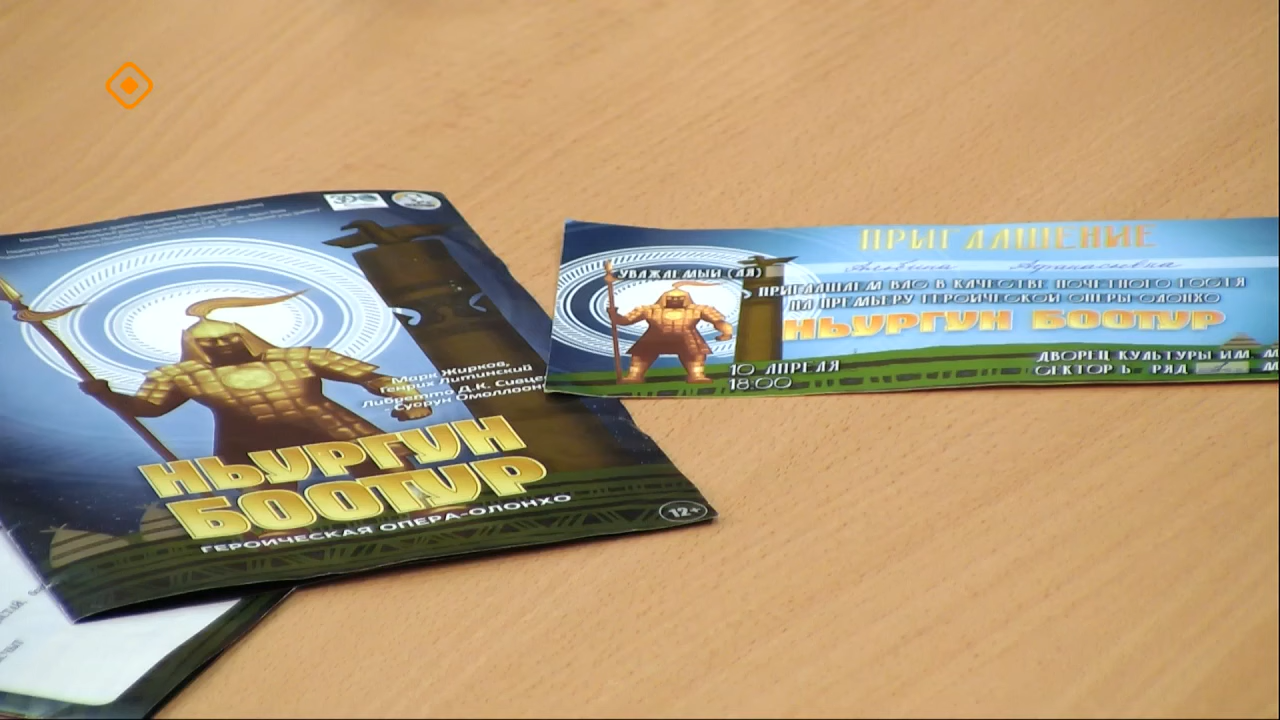 Марк Жирков,
Генрих Литинский
Либретто Д.К. Сивце
- Суорун Омоллоон
НЬУРГУН
БООТУР
ГЕРОИЧЕСКАЯ ОПЕРА-ОЛОНХО
12+
ПРИГЛАШЕНИЕ
УВАЖАЕМЫЙ (АЯ)
ПРИГЛАШАЕМ ВАС В КАЧЕСТВЕ ПОЧЕТНОГО ГОСТЯ
НА ПРЕМЬЕРУ ГЕРОИЧЕСКОЙ ОПЕРЫ ОЛОНХО
НЬУРГУН БООТУР
10 АПРЕЛЯ
18:00
ДВОРЕЦ КУЛЬТУРЫ ИМ М
СЕКТОР Ь РЯД